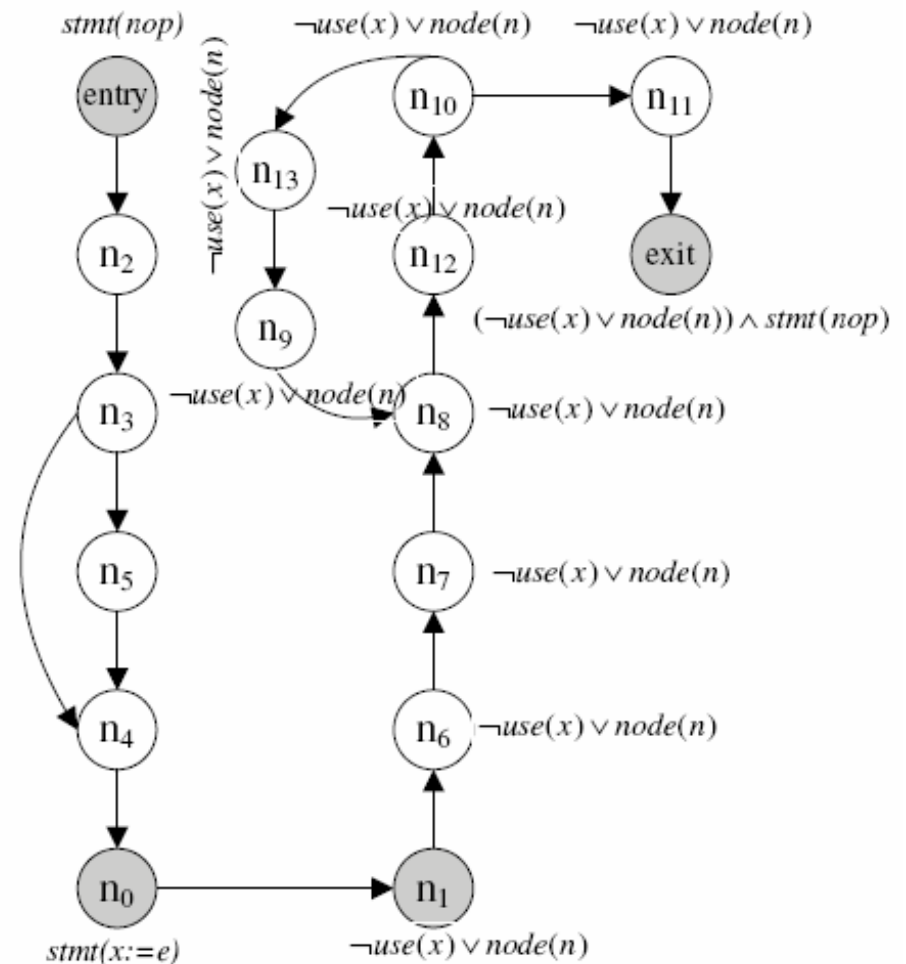 stmt(nop)
¬use(x) ∨ node(n)
¬use(x) ∨ node(n)
entry
n₁₀
n₁₁
¬use(x) ∨ node(n)
n₁₃
¬use(x) ∨ node(n)
n₂
n₁₂
exit
(¬use(x) ∨ node(n)) ∧ stmt(nop)
n₉
¬use(x) ∨ node(n)
n₃
n₈
¬use(x) ∨ node(n)
n₅
n₇
¬use(x) ∨ node(n)
n₄
n₆
¬use(x) ∨ node(n)
n₀
n₁
stmt(x:=e)
¬use(x) ∨ node(n)